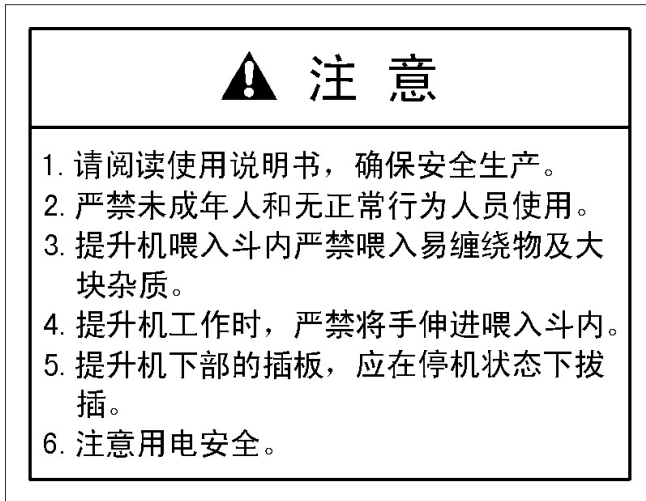 注意
1. 请阅读使用说明书，确保安全生产。
2. 严禁未成年人和无正常行为人员使用。
3. 提升机喂入斗内严禁喂入易缠绕物及大
块杂质。
4. 提升机工作时，严禁将手伸进喂入斗内。
5. 提升机下部的插板，应在停机状态下拔
插。
6. 注意用电安全。